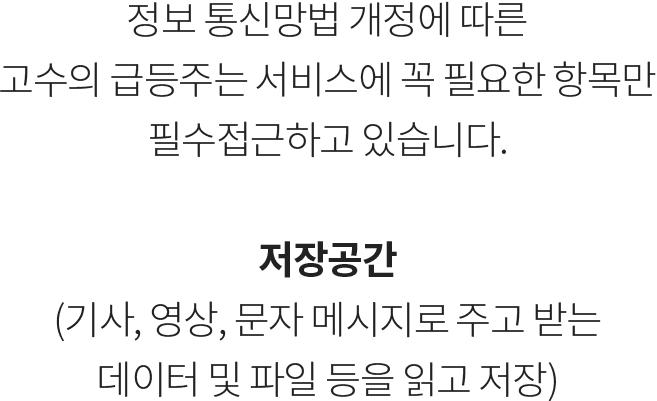 정보 통신망법 개정에 따른
고수의 급등주는 서비스에 꼭 필요한 항목만
필수접근하고 있습니다.
저장공간
(기사, 영상, 문자 메시지로 주고 받는
데이터 및 파일 등을 읽고 저장)